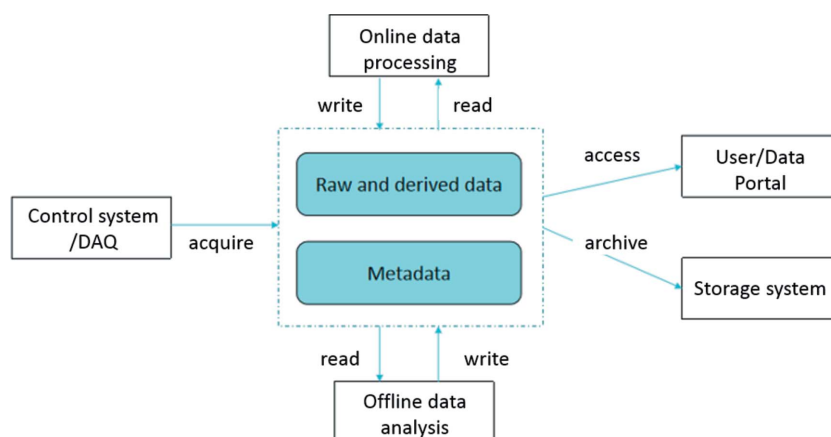 Online data
processing
write
read
Raw and derived data
access
User/Data
Portal
Control system
/DAQ
acquire
Metadata
archive
Storage system
read
write
Offline data
analysis